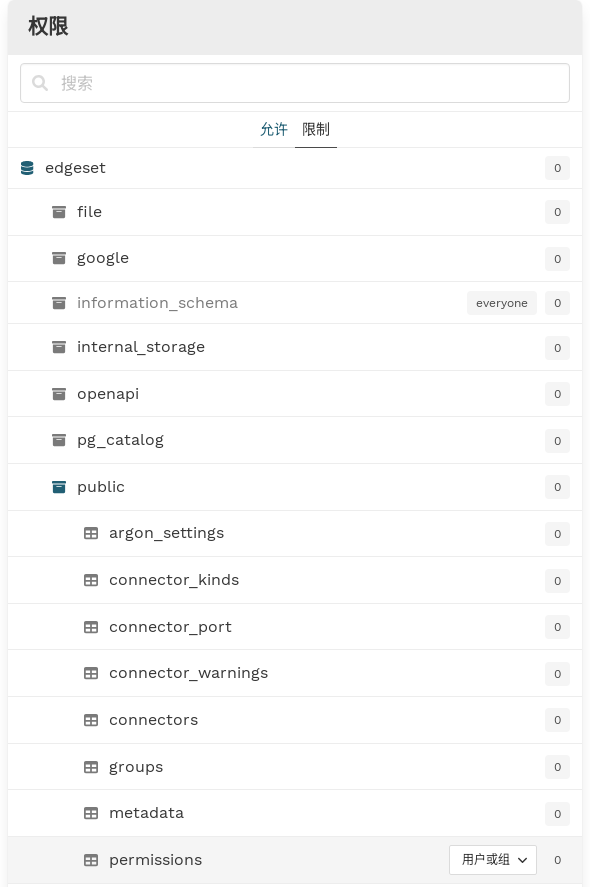 权限
搜索
允许 限制
edgeset 0
file 0
google 0
information_schema everyone 0
internal_storage 0
openapi 0
pg_catalog 0
public 0
argon_settings 0
connector_kinds 0
connector_port 0
connector_warnings 0
connectors 0
groups 0
metadata 0
permissions 用户或组 0